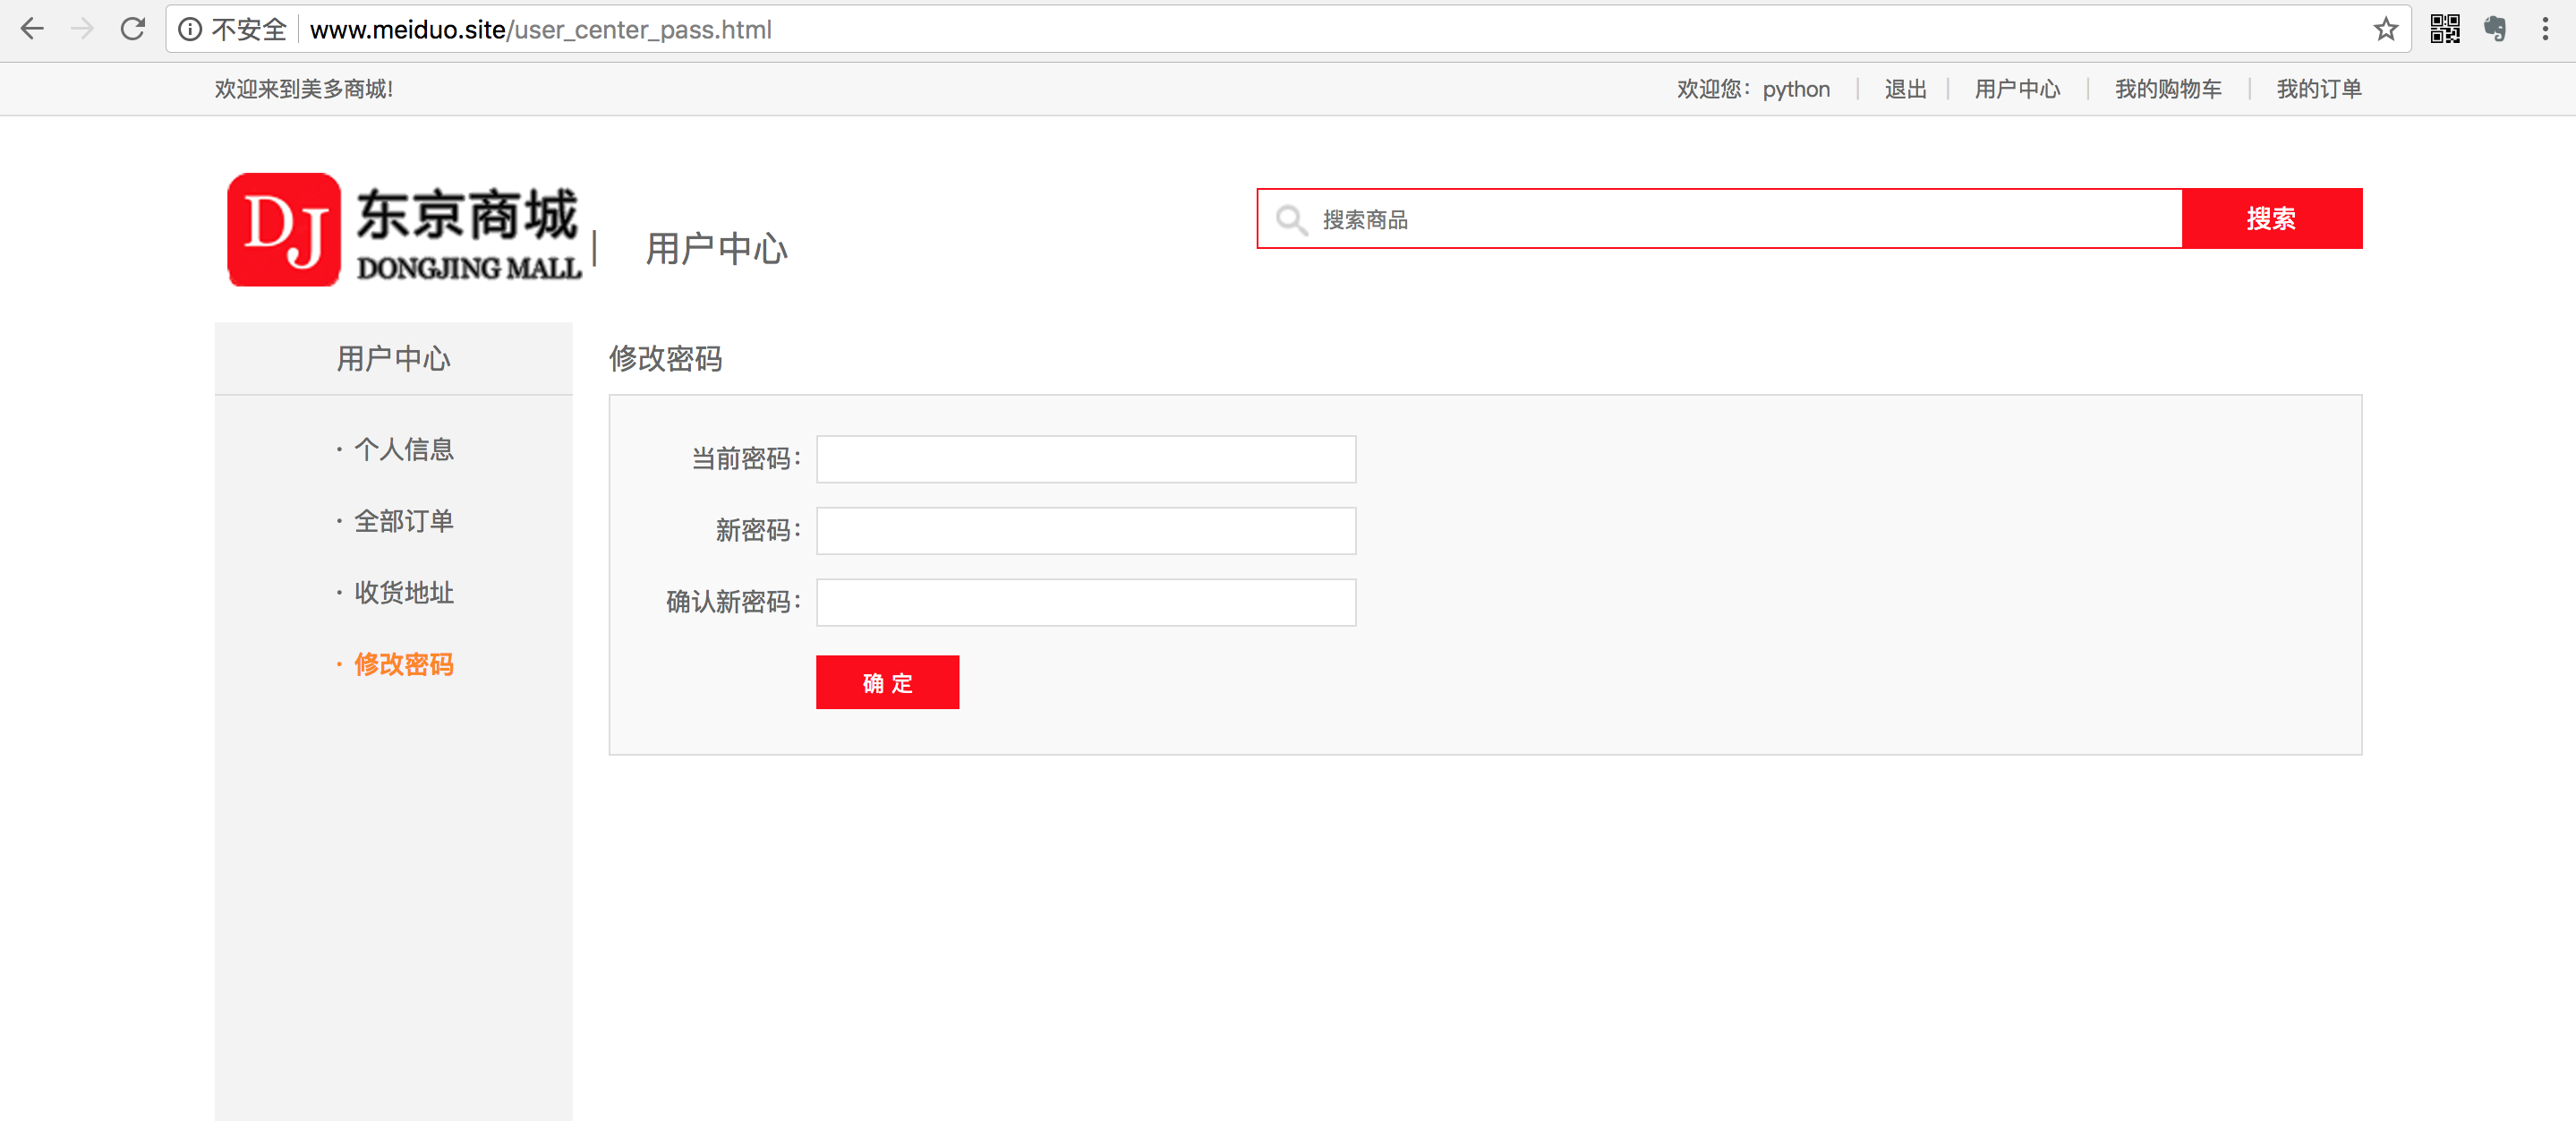 不安全 www.meiduo.site/user_center_pass.html
欢迎来到美多商城!
欢迎您：python | 退出 | 用户中心 | 我的购物车 | 我的订单
DJ 东京商城
DONGJING MALL
| 用户中心
搜索商品 搜索
用户中心
· 个人信息
· 全部订单
· 收货地址
· 修改密码
修改密码
当前密码：
新密码：
确认新密码：
确 定